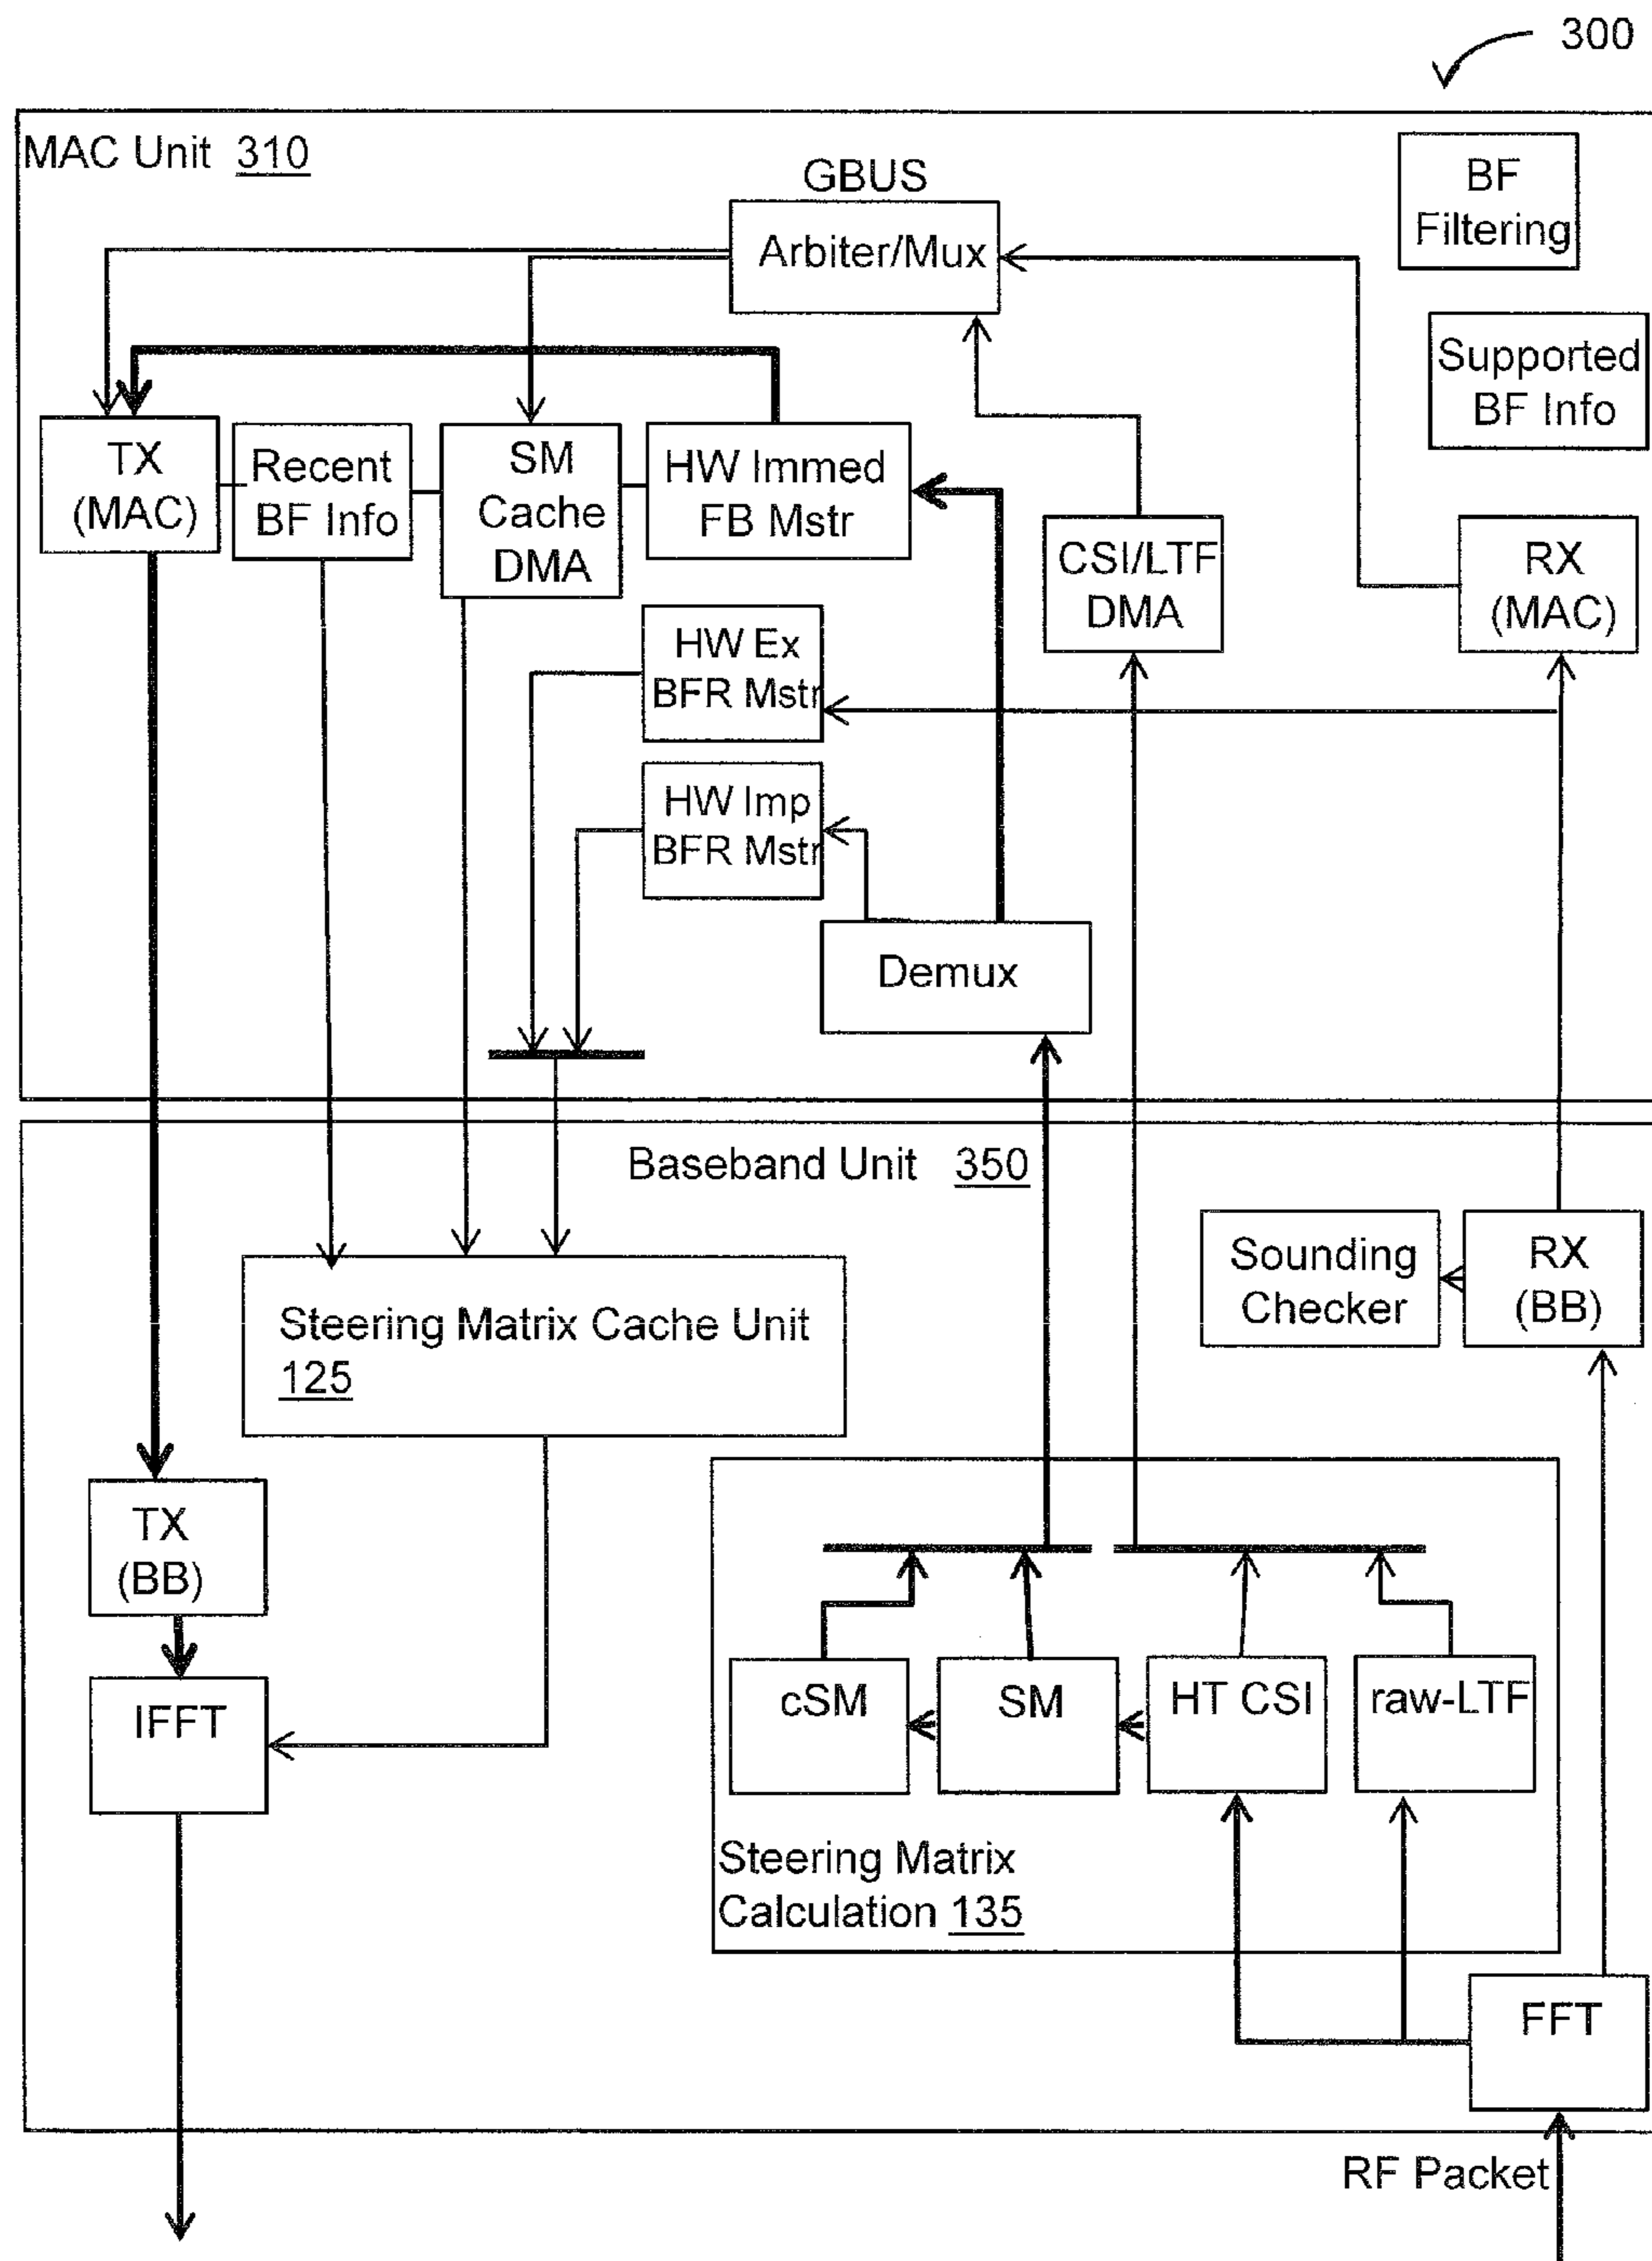 300
MAC Unit 310
GBUS
Arbiter/Mux
BF
Filtering
Supported
BF Info
TX
(MAC)
Recent
BF Info
SM
Cache
DMA
HW Immed
FB Mstr
CSI/LTF
DMA
RX
(MAC)
HW Ex
BFR Mstr
HW Imp
BFR Mstr
Demux
Baseband Unit 350
Sounding
Checker
RX
(BB)
Steering Matrix Cache Unit
125
TX
(BB)
IFFT
cSM
SM
HT CSI
raw-LTF
Steering Matrix
Calculation 135
FFT
RF Packet